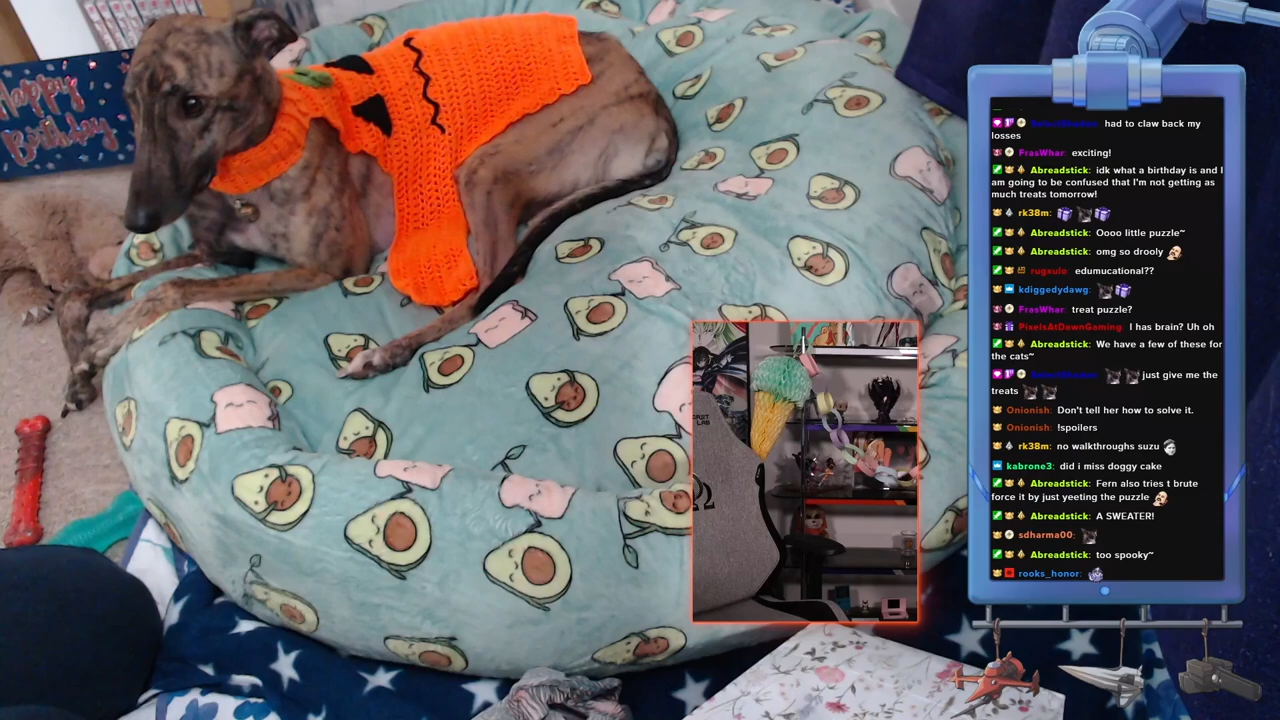 Happy
Birthday
had to claw back my
losses
FrasWhar: exciting!
Abreadstick: idk what a birthday is and I
am going to be confused that I'm not getting as
much treats tomorrow!
rk38m:
Abreadstick: Oooo little puzzle~
Abreadstick: omg so drooly
rugxulo: edumucational??
kdiggedydawg:
FrasWhar: treat puzzle?
PixelsAtDawnGaming: I has brain? Uh oh
Abreadstick: We have a few of these for
the cats~
just give me the
treats
Onionish: Don't tell her how to solve it.
Onionish: !spoilers
rk38m: no walkthroughs suzu
kabrone3: did i miss doggy cake
Abreadstick: Fern also tries t brute
force it by just yeeting the puzzle
Abreadstick: A SWEATER!
sdharma00:
Abreadstick: too spooky~
rooks_honor:
LAB